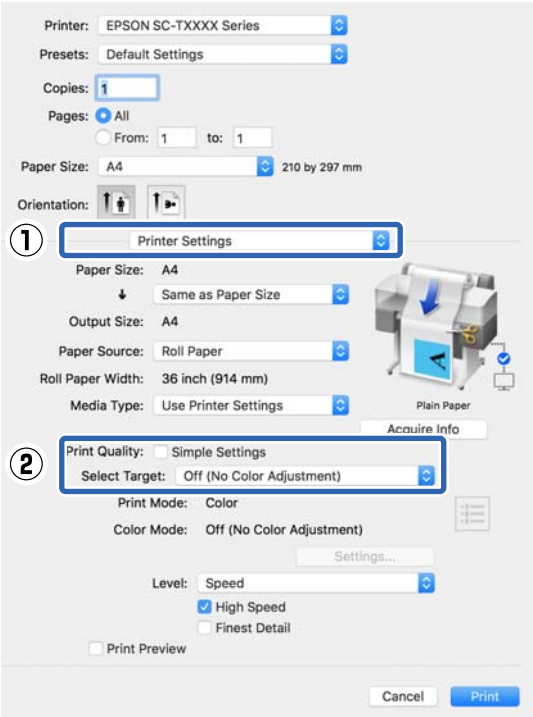 Printer: EPSON SC-TXXXX Series
Presets: Default Settings
Copies: 1
Pages: All
From: 1 to: 1
Paper Size: A4 210 by 297 mm
Orientation:
① Printer Settings
Paper Size: A4
Same as Paper Size
Output Size: A4
Paper Source: Roll Paper
Roll Paper Width: 36 inch (914 mm)
Media Type: Use Printer Settings
A
Plain Paper
Acquire Info
② Print Quality: Simple Settings
Select Target: Off (No Color Adjustment)
Print Mode: Color
Color Mode: Off (No Color Adjustment)
Settings...
Level: Speed
High Speed
Finest Detail
Print Preview
Cancel Print